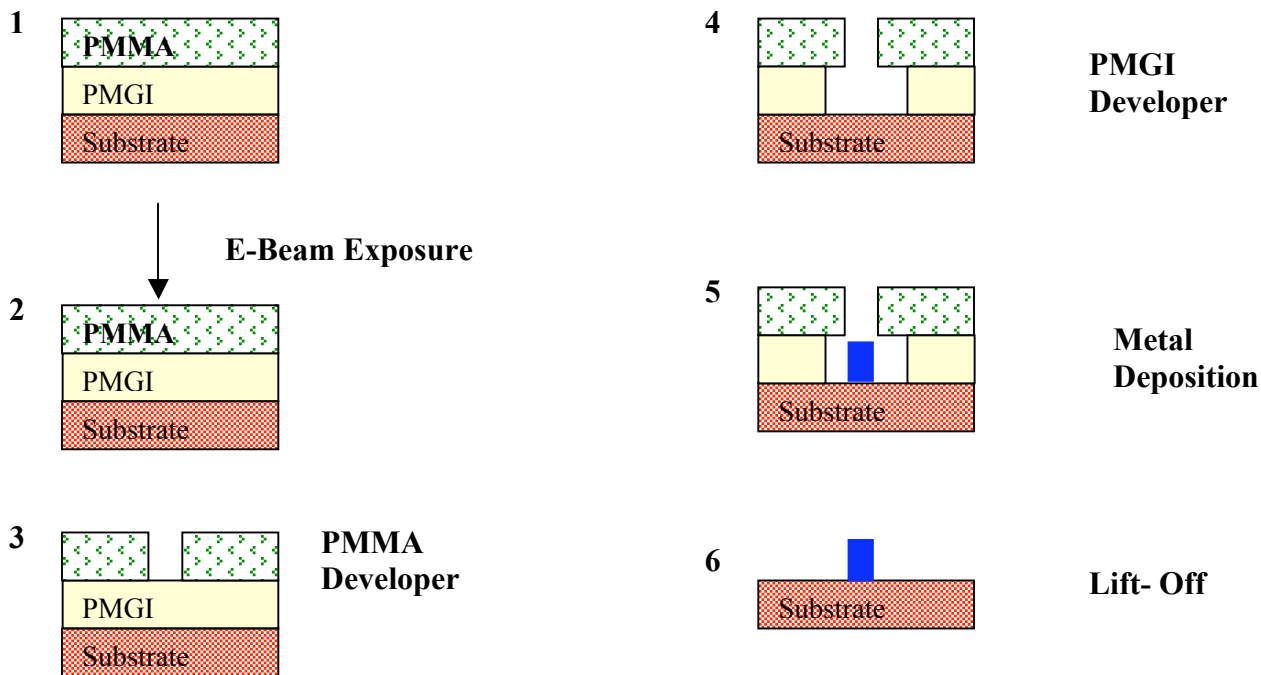 1
PMMA
PMGI
Substrate
E-Beam Exposure
2
PMMA
PMGI
Substrate
3
PMGI
Substrate
PMMA
Developer
4
Substrate
PMGI
Developer
5
Substrate
Metal
Deposition
6
Substrate
Lift- Off